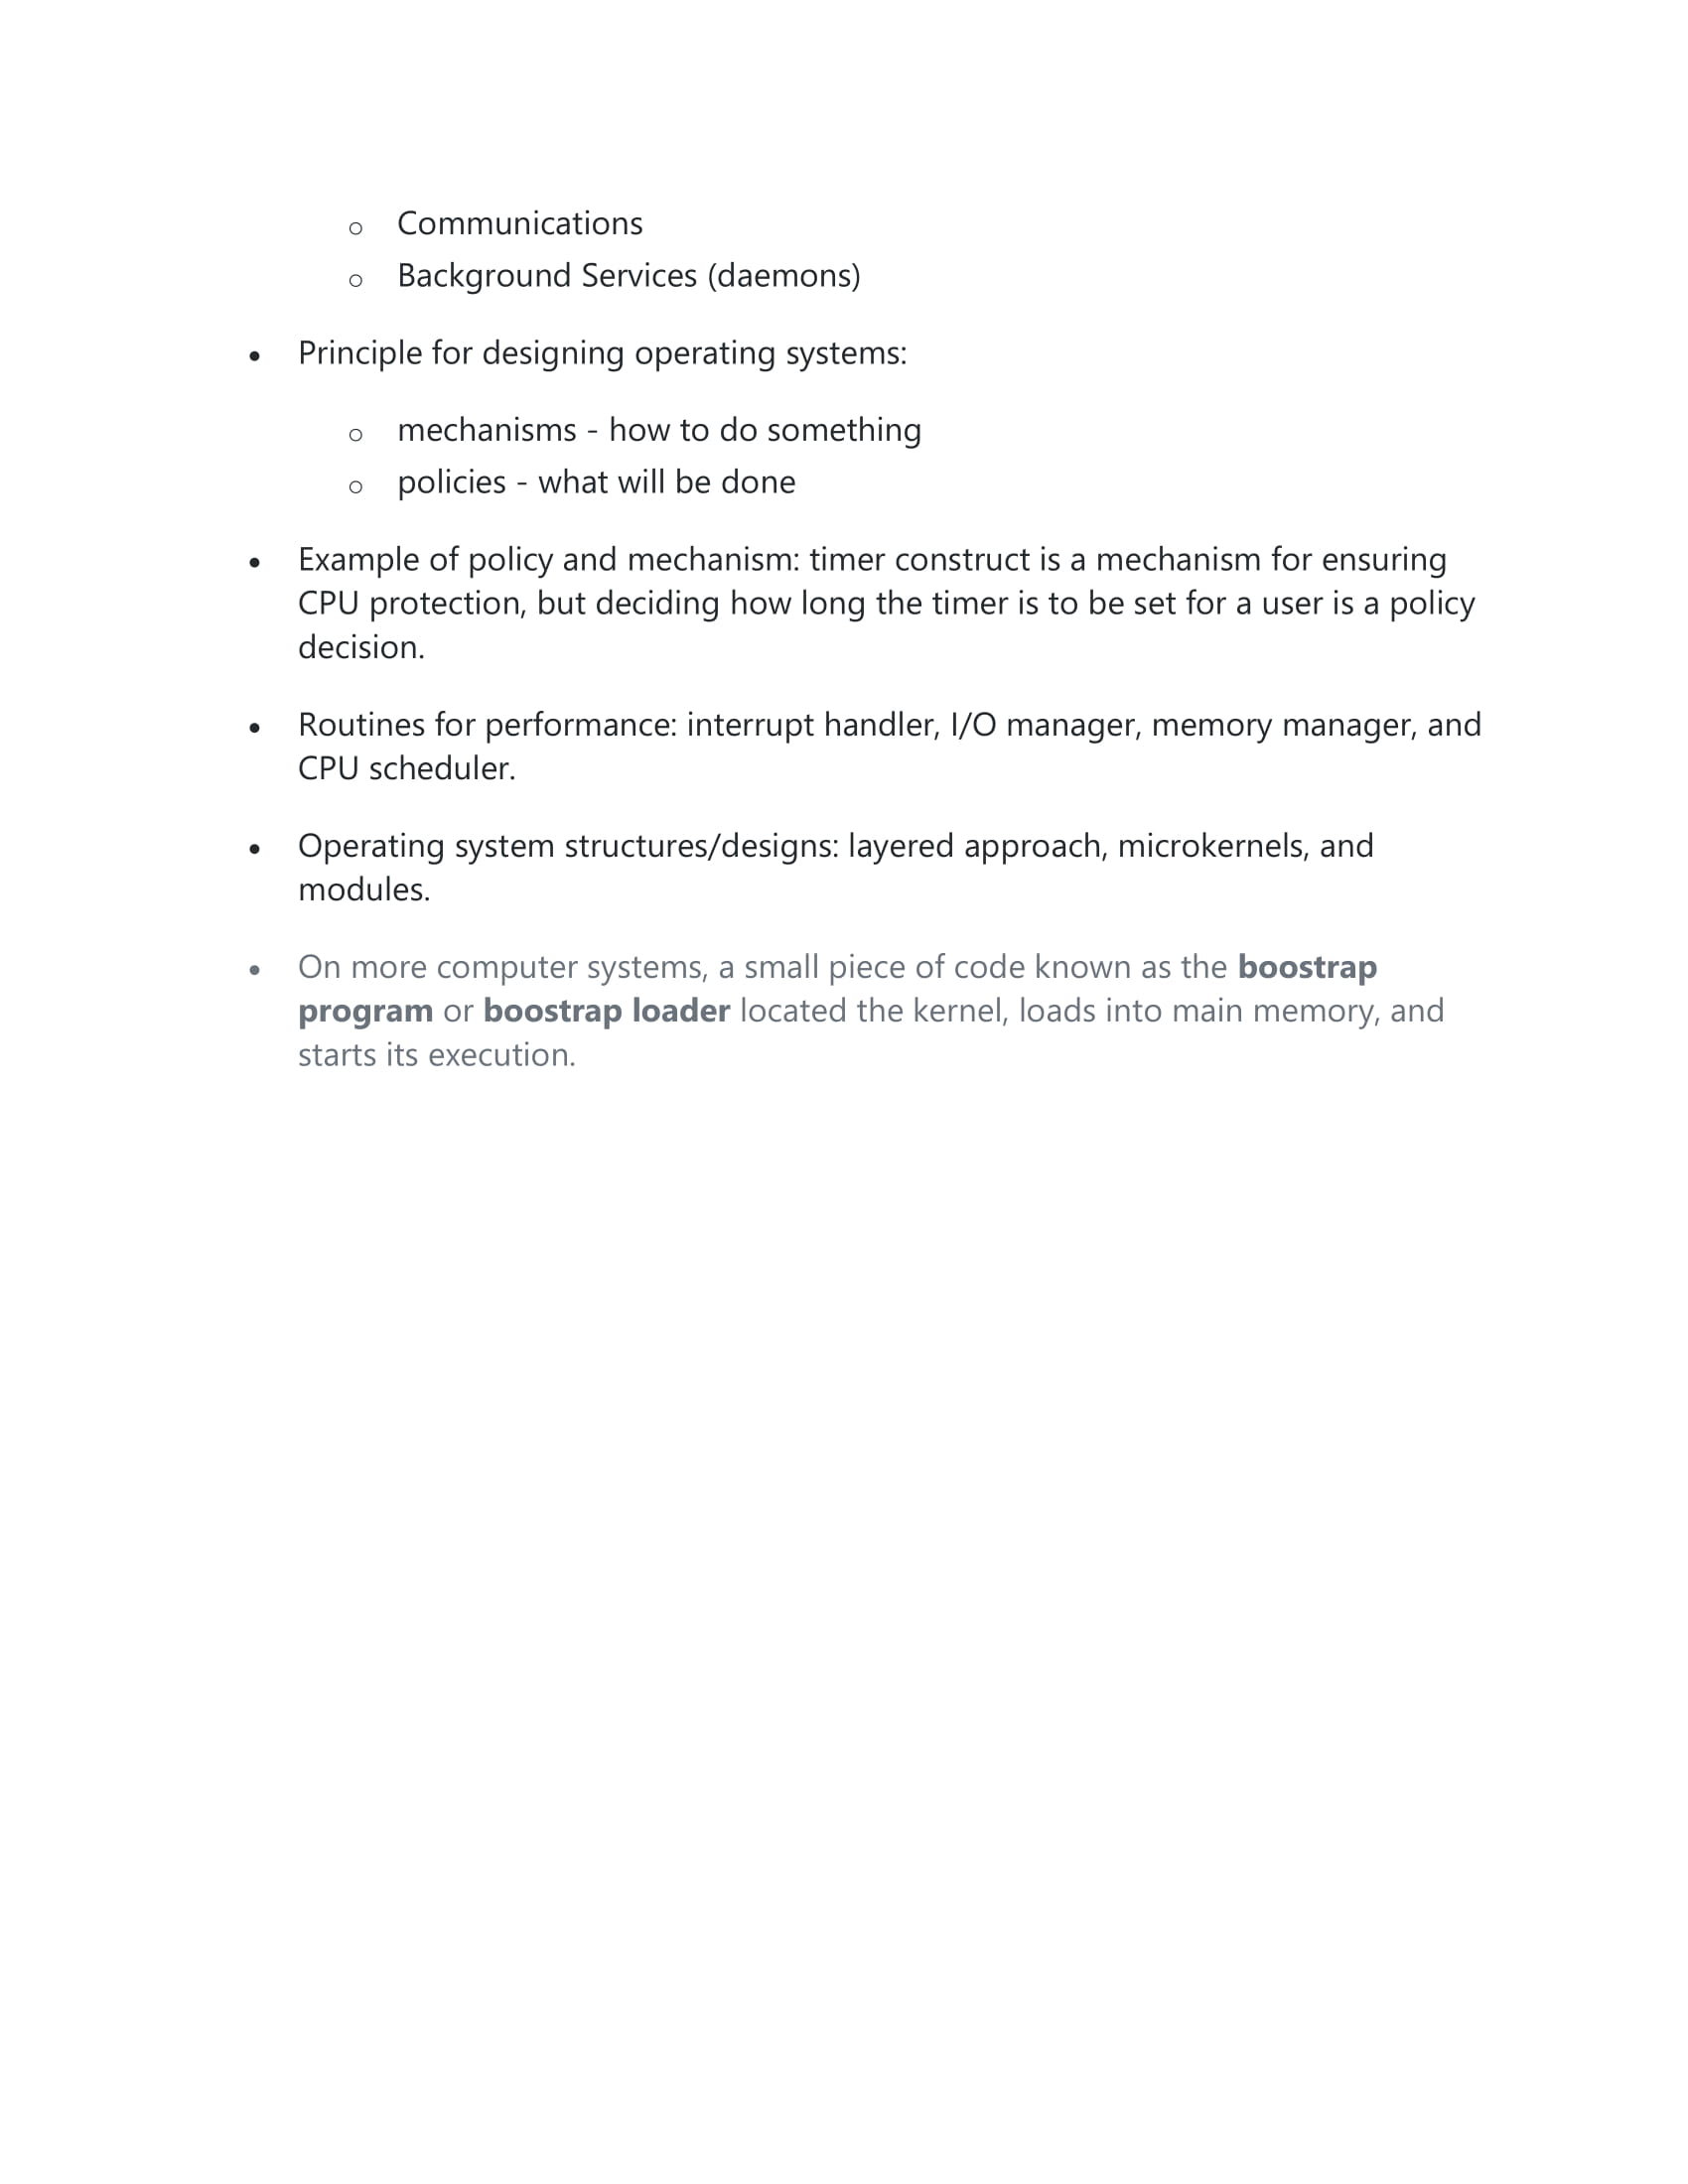 ○ Communications
○ Background Services (daemons)
• Principle for designing operating systems:
○ mechanisms - how to do something
○ policies - what will be done
• Example of policy and mechanism: timer construct is a mechanism for ensuring
CPU protection, but deciding how long the timer is to be set for a user is a policy
decision.
• Routines for performance: interrupt handler, I/O manager, memory manager, and
CPU scheduler.
• Operating system structures/designs: layered approach, microkernels, and
modules.
• On more computer systems, a small piece of code known as the boostrap
program or boostrap loader located the kernel, loads into main memory, and
starts its execution.